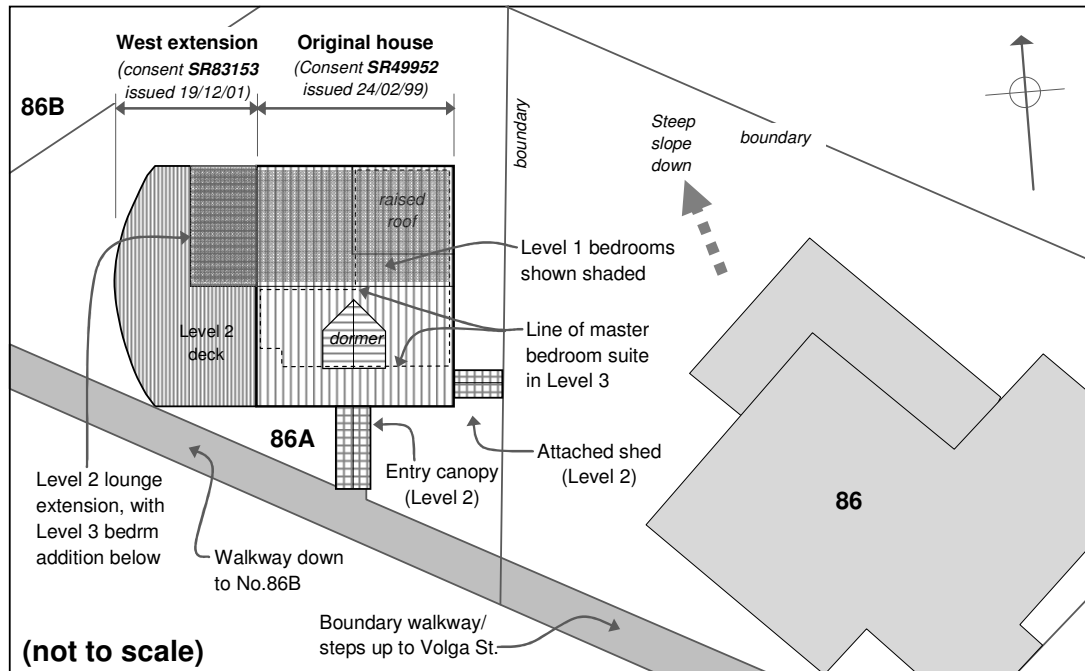 West extension
(consent SR83153
issued 19/12/01)
Original house
(Consent SR49952
issued 24/02/99)
86B
boundary
Steep
slope
down
boundary
raised
roof
Level 1 bedrooms
shown shaded
Level 2
deck
dormer
Line of master
bedroom suite
in Level 3
86A
Entry canopy
(Level 2)
Attached shed
(Level 2)
86
Level 2 lounge
extension, with
Level 3 bedrm
addition below
Walkway down
to No.86B
Boundary walkway/
steps up to Volga St.
(not to scale)